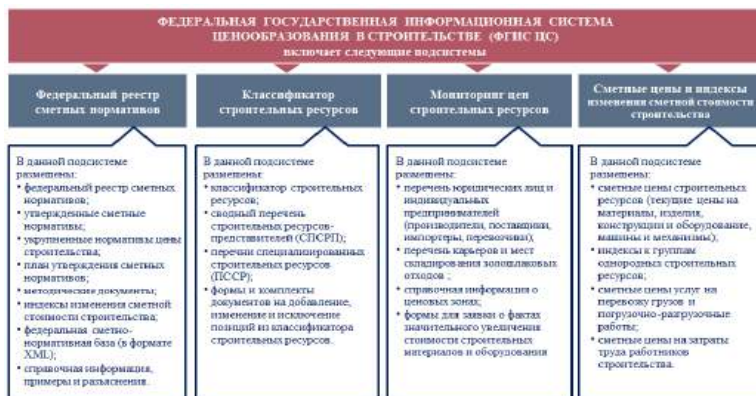 ФЕДЕРАЛЬНАЯ ГОСУДАРСТВЕННАЯ ИНФОРМАЦИОННАЯ СИСТЕМА
ЦЕНООБРАЗОВАНИЯ В СТРОИТЕЛЬСТВЕ (ФГИС ЦС)
включает следующие подсистемы
Федеральный реестр
сметных нормативов
В данной подсистеме
размещены:
• федеральный реестр сметных
нормативов;
• утвержденные сметные
нормативы;
• укрупненные нормативы цены
строительства;
• план утверждения сметных
нормативов;
• методические документы;
• индексы изменения сметной
стоимости строительства;
• федеральная сметно-
нормативная база (в формате
XML);
• справочная информация,
примеры и разъяснения.
Классификатор
строительных ресурсов
В данной подсистеме
размещены:
• классификатор строительных
ресурсов;
• сводный перечень
строительных ресурсов-
представителей (СПСРП);
• перечни специализированных
строительных ресурсов
(ПССР);
• формы и комплекты
документов на добавление,
изменение и исключение
позиций из классификатора
строительных ресурсов.
Мониторинг цен
строительных ресурсов
В данной подсистеме
размещены:
• перечень юридических лиц и
индивидуальных
предпринимателей
(производители, поставщики,
импортеры, перевозчики);
• перечень карьеров и мест
складирования золошлаковых
отходов ;
• справочная информация о
ценовых зонах;
• формы для заявки о фактах
значительного увеличения
стоимости строительных
материалов и оборудования
Сметные цены и индексы
изменения сметной стоимости
строительства
В данной подсистеме
размещены:
• сметные цены строительных
ресурсов (текущие цены на
материалы, изделия,
конструкции и оборудование,
машины и механизмы);
• индексы к группам
однородных строительных
ресурсов;
• сметные цены услуг на
перевозку грузов и
погрузочно-разгрузочные
работы;
• сметные цены на затраты
труда работников
строительства.